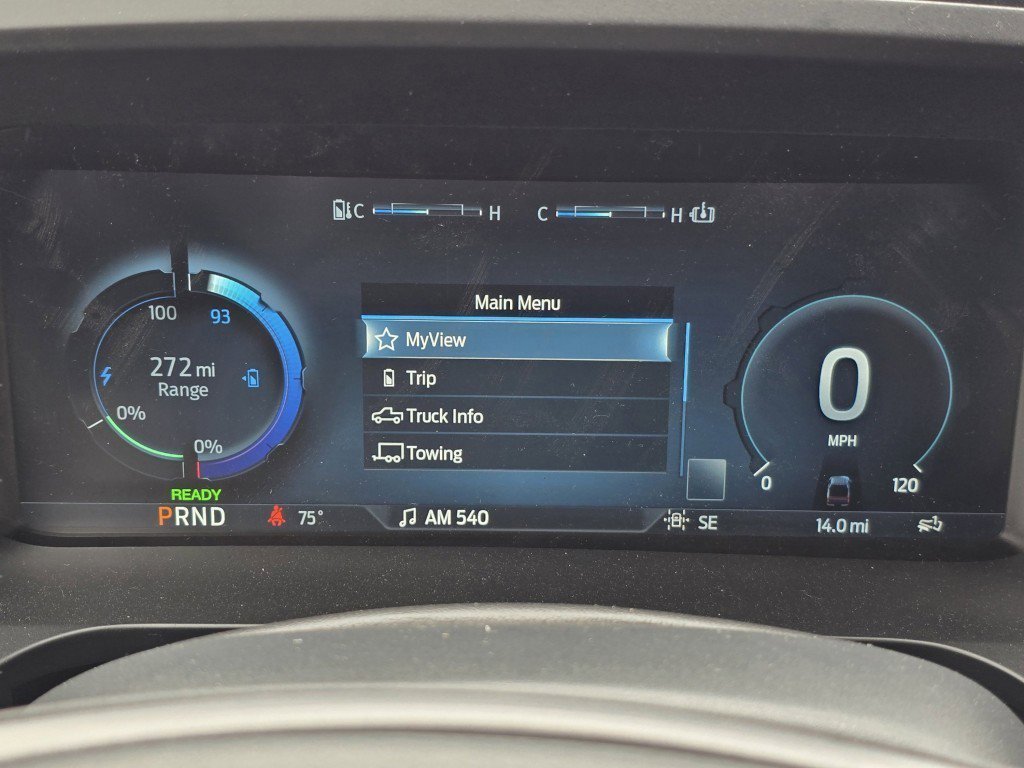 C H C H
Main Menu
MyView
Trip
Truck Info
Towing
100 93
272 mi
Range
0%
0%
READY
PRND
75°
AM 540
SE
0
MPH
0 120
14.0 mi